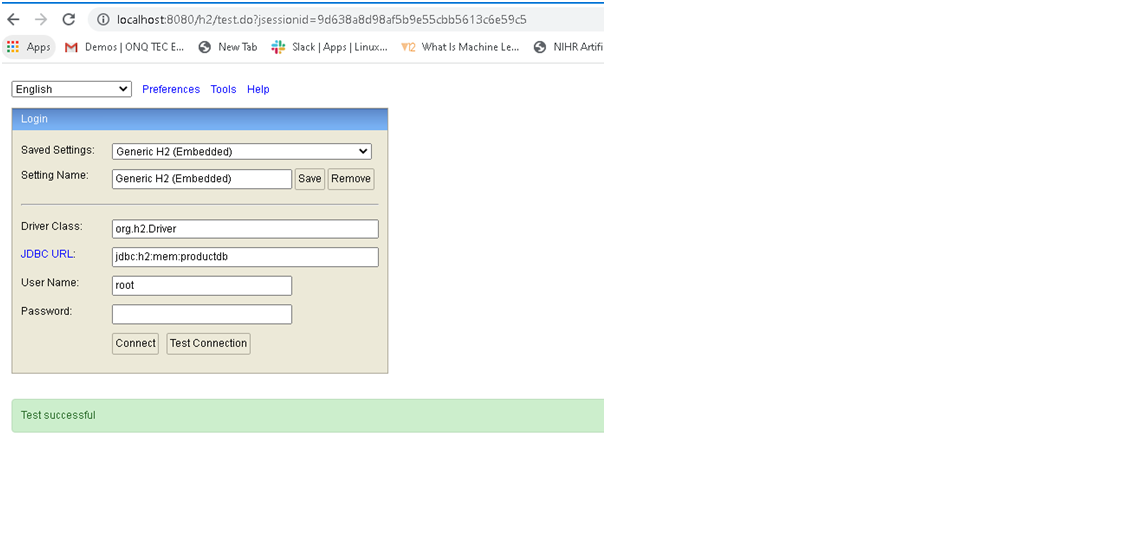 localhost:8080/h2/test.do?jsessionid=9d638a8d98af5b9e55cbb5613c6e59c5
Apps Demos | ONQ TEC E... New Tab Slack | Apps | Linux... What Is Machine Le... NIHR Artifi
English Preferences Tools Help
Login
Saved Settings: Generic H2 (Embedded)
Setting Name: Generic H2 (Embedded) Save Remove
Driver Class: org.h2.Driver
JDBC URL: jdbc:h2:mem:productdb
User Name: root
Password:
Connect Test Connection
Test successful